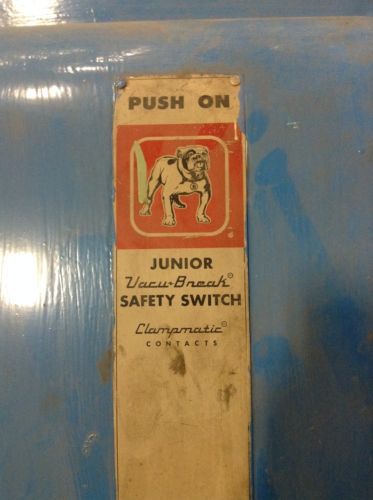 PUSH ON
JUNIOR
Vacu-Break®
SAFETY SWITCH
Clampmatic®
CONTACTS